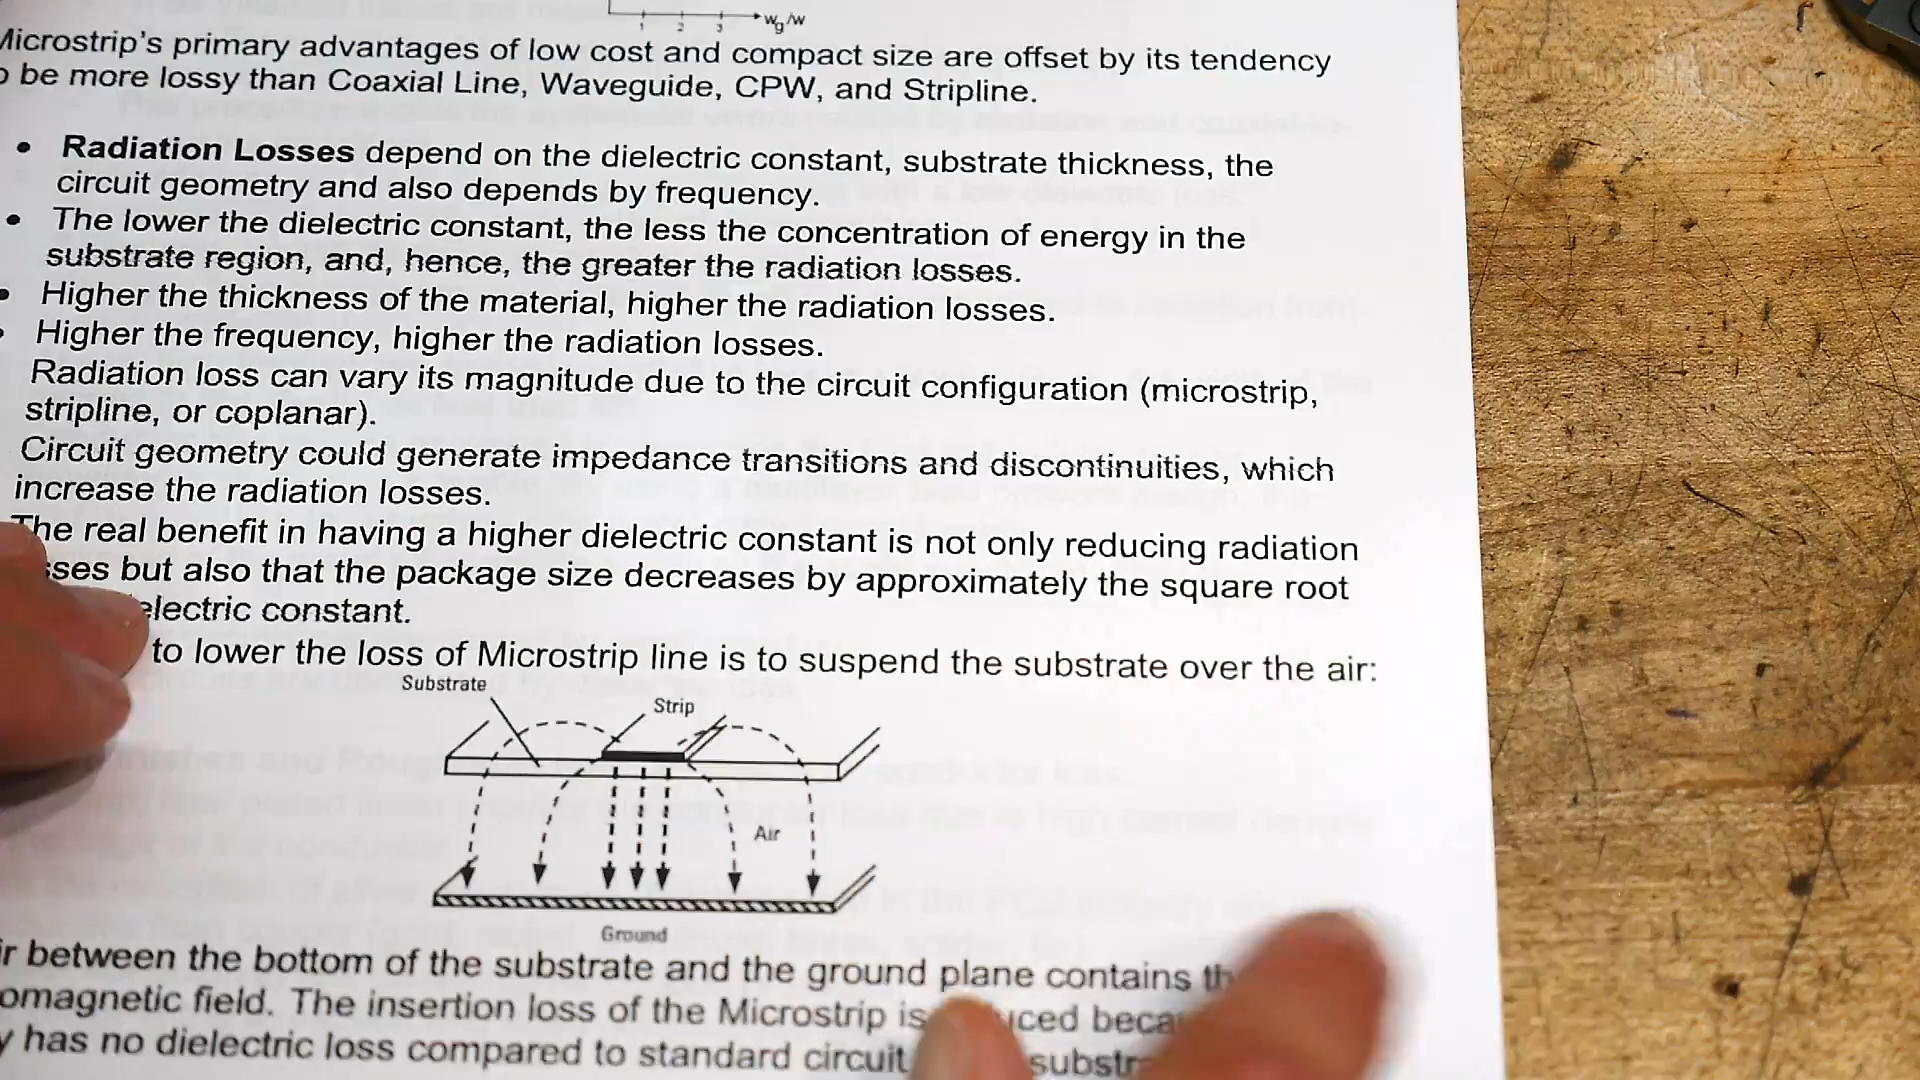 1 2 3 wg/w
Microstrip's primary advantages of low cost and compact size are offset by its tendency
be more lossy than Coaxial Line, Waveguide, CPW, and Stripline.
• Radiation Losses depend on the dielectric constant, substrate thickness, the
circuit geometry and also depends by frequency.
• The lower the dielectric constant, the less the concentration of energy in the
substrate region, and, hence, the greater the radiation losses.
• Higher the thickness of the material, higher the radiation losses.
• Higher the frequency, higher the radiation losses.
Radiation loss can vary its magnitude due to the circuit configuration (microstrip,
stripline, or coplanar).
Circuit geometry could generate impedance transitions and discontinuities, which
increase the radiation losses.
The real benefit in having a higher dielectric constant is not only reducing radiation
but also that the package size decreases by approximately the square root
constant.
to lower the loss of Microstrip line is to suspend the substrate over the air:
Substrate
Strip
Air
Ground
between the bottom of the substrate and the ground plane contains
field. The insertion loss of the Microstrip is
has no dielectric loss compared to standard circuit